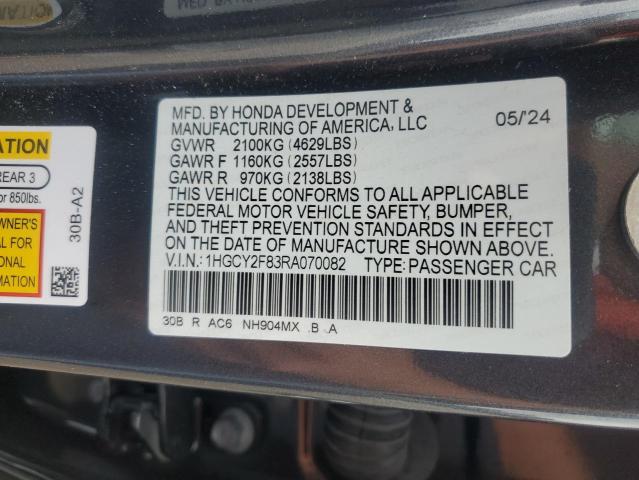 MFD. BY HONDA DEVELOPMENT &
MANUFACTURING OF AMERICA, LLC 05/'24
GVWR 2100KG (4629LBS)
GAWR F 1160KG (2557LBS)
GAWR R 970KG (2138LBS)
THIS VEHICLE CONFORMS TO ALL APPLICABLE
FEDERAL MOTOR VEHICLE SAFETY, BUMPER,
AND THEFT PREVENTION STANDARDS IN EFFECT
ON THE DATE OF MANUFACTURE SHOWN ABOVE.
V.I.N.: 1HGCY2F83RA070082 TYPE: PASSENGER CAR
30B R AC6 NH904MX .B .A
REAR 3
850lbs.
FOR
30B-A2